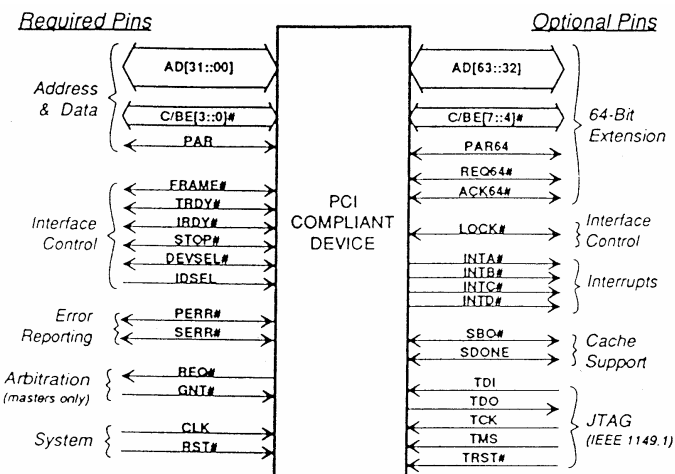 Required Pins
Optional Pins
Address
& Data
AD[31::00]
C/BE[3::0]#
PAR
Interface
Control
FRAME#
TRDY#
IRDY#
STOP#
DEVSEL#
IDSEL
Error
Reporting
PERR#
SERR#
Arbitration
(masters only)
REQ#
GNT#
System
CLK
RST#
PCI
COMPLIANT
DEVICE
AD[63::32]
C/BE[7::4]#
PAR64
REQ64#
ACK64#
64-Bit
Extension
LOCK#
Interface
Control
INTA#
INTB#
INTC#
INTD#
Interrupts
SBO#
SDONE
Cache
Support
TDI
TDO
TCK
TMS
TRST#
JTAG
(IEEE 1149.1)